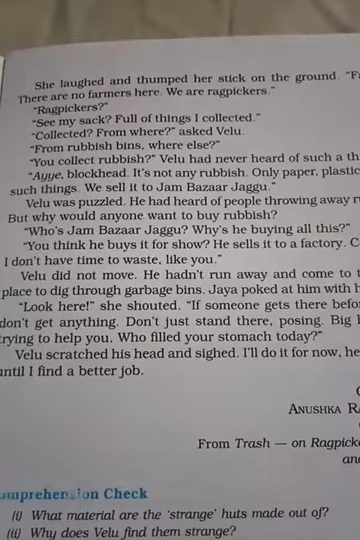 She laughed and thumped her stick on the ground.
There are no farmers here. We are ragpickers.”
“Ragpickers?”
“See my sack? Full of things I collected.”
“Collected? From where?” asked Velu.
“From rubbish bins, where else?”
“You collect rubbish?” Velu had never heard of such a
“Ayye, blockhead. It's not any rubbish. Only paper, plastic
such things. We sell it to Jam Bazaar Jaggu.”
Velu was puzzled. He had heard of people throwing away
But why would anyone want to buy rubbish?
“Who's Jam Bazaar Jaggu? Why's he buying all this?”
“You think he buys it for show? He sells it to a factory.
I don't have time to waste, like you.”
Velu did not move. He hadn't run away and come to
place to dig through garbage bins. Jaya poked at him with
“Look here!” she shouted. “If someone gets there
don't get anything. Don't just stand there, posing. Big
trying to help you. Who filled your stomach today?”
Velu scratched his head and sighed. I'll do it for now, he
until I find a better job.
ANUSHKA
From Trash — on
Comprehension Check
(i) What material are the ‘strange’ huts made out of?
(ii) Why does Velu find them strange?